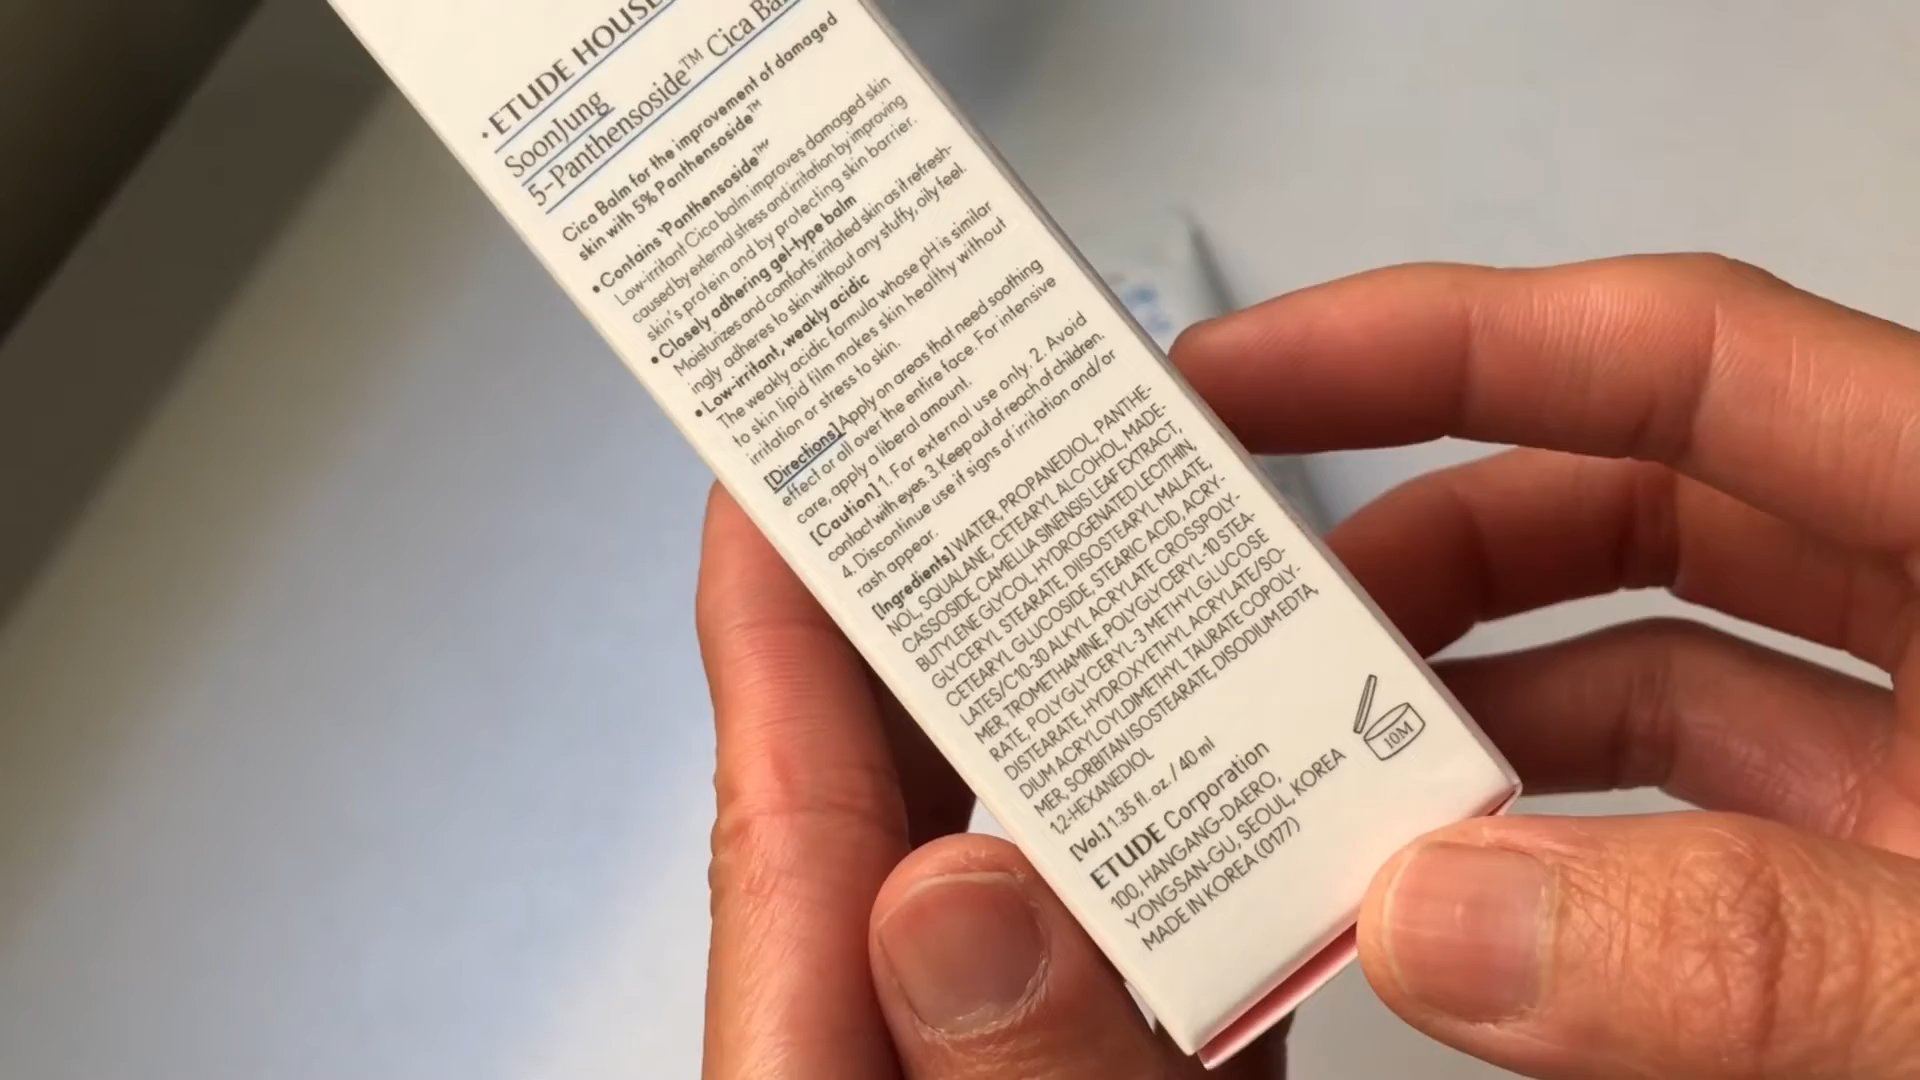 • ETUDE HOUSE
SoonJung
5-Panthensoside™ Cica Balm
Cica Balm for the improvement of damaged
skin with 5% Panthensoside™
• Contains 'Panthensoside™'
Low-irritant Cica balm improves damaged skin
caused by external stress and irritation by improving
skin's protein and by protecting skin barrier.
• Closely adhering gel-type balm
Moisturizes and comforts irritated skin as it refresh-
ingly adheres to skin without any stuffy, oily feel.
• Low-irritant, weakly acidic
The weakly acidic formula whose pH is similar
to skin lipid film makes skin healthy without
irritation or stress to skin.
[Directions] Apply on areas that need soothing
effect or all over the entire face. For intensive
care, apply a liberal amount.
[Caution] 1. For external use only. 2. Avoid
contact with eyes. 3. Keep out of reach of children.
4. Discontinue use if signs of irritation and/or
rash appear.
[Ingredients] WATER, PROPANEDIOL, PANTHE-
NOL, SQUALANE, CETEARYL ALCOHOL, MADE-
CASSOSIDE, CAMELLIA SINENSIS LEAF EXTRACT,
BUTYLENE GLYCOL, HYDROGENATED LECITHIN,
GLYCERYL STEARATE, DIISOSTEARYL MALATE,
CETEARYL GLUCOSIDE, STEARIC ACID, ACRY-
LATES/C10-30 ALKYL ACRYLATE CROSSPOLY-
MER, TROMETHAMINE, POLYGLYCERYL-10 STEA-
RATE, POLYGLYCERYL-3 METHYLGLUCOSE
DISTEARATE, HYDROXYETHYL ACRYLATE/SO-
DIUM ACRYLOYLDIMETHYL TAURATE COPOLY-
MER, SORBITAN ISOSTEARATE, DISODIUM EDTA,
1,2-HEXANEDIOL
[Vol.] 1.35 fl. oz. / 40 ml
ETUDE Corporation
100, HANGANG-DAERO,
YONGSAN-GU, SEOUL, KOREA
MADE IN KOREA (0177)
10M